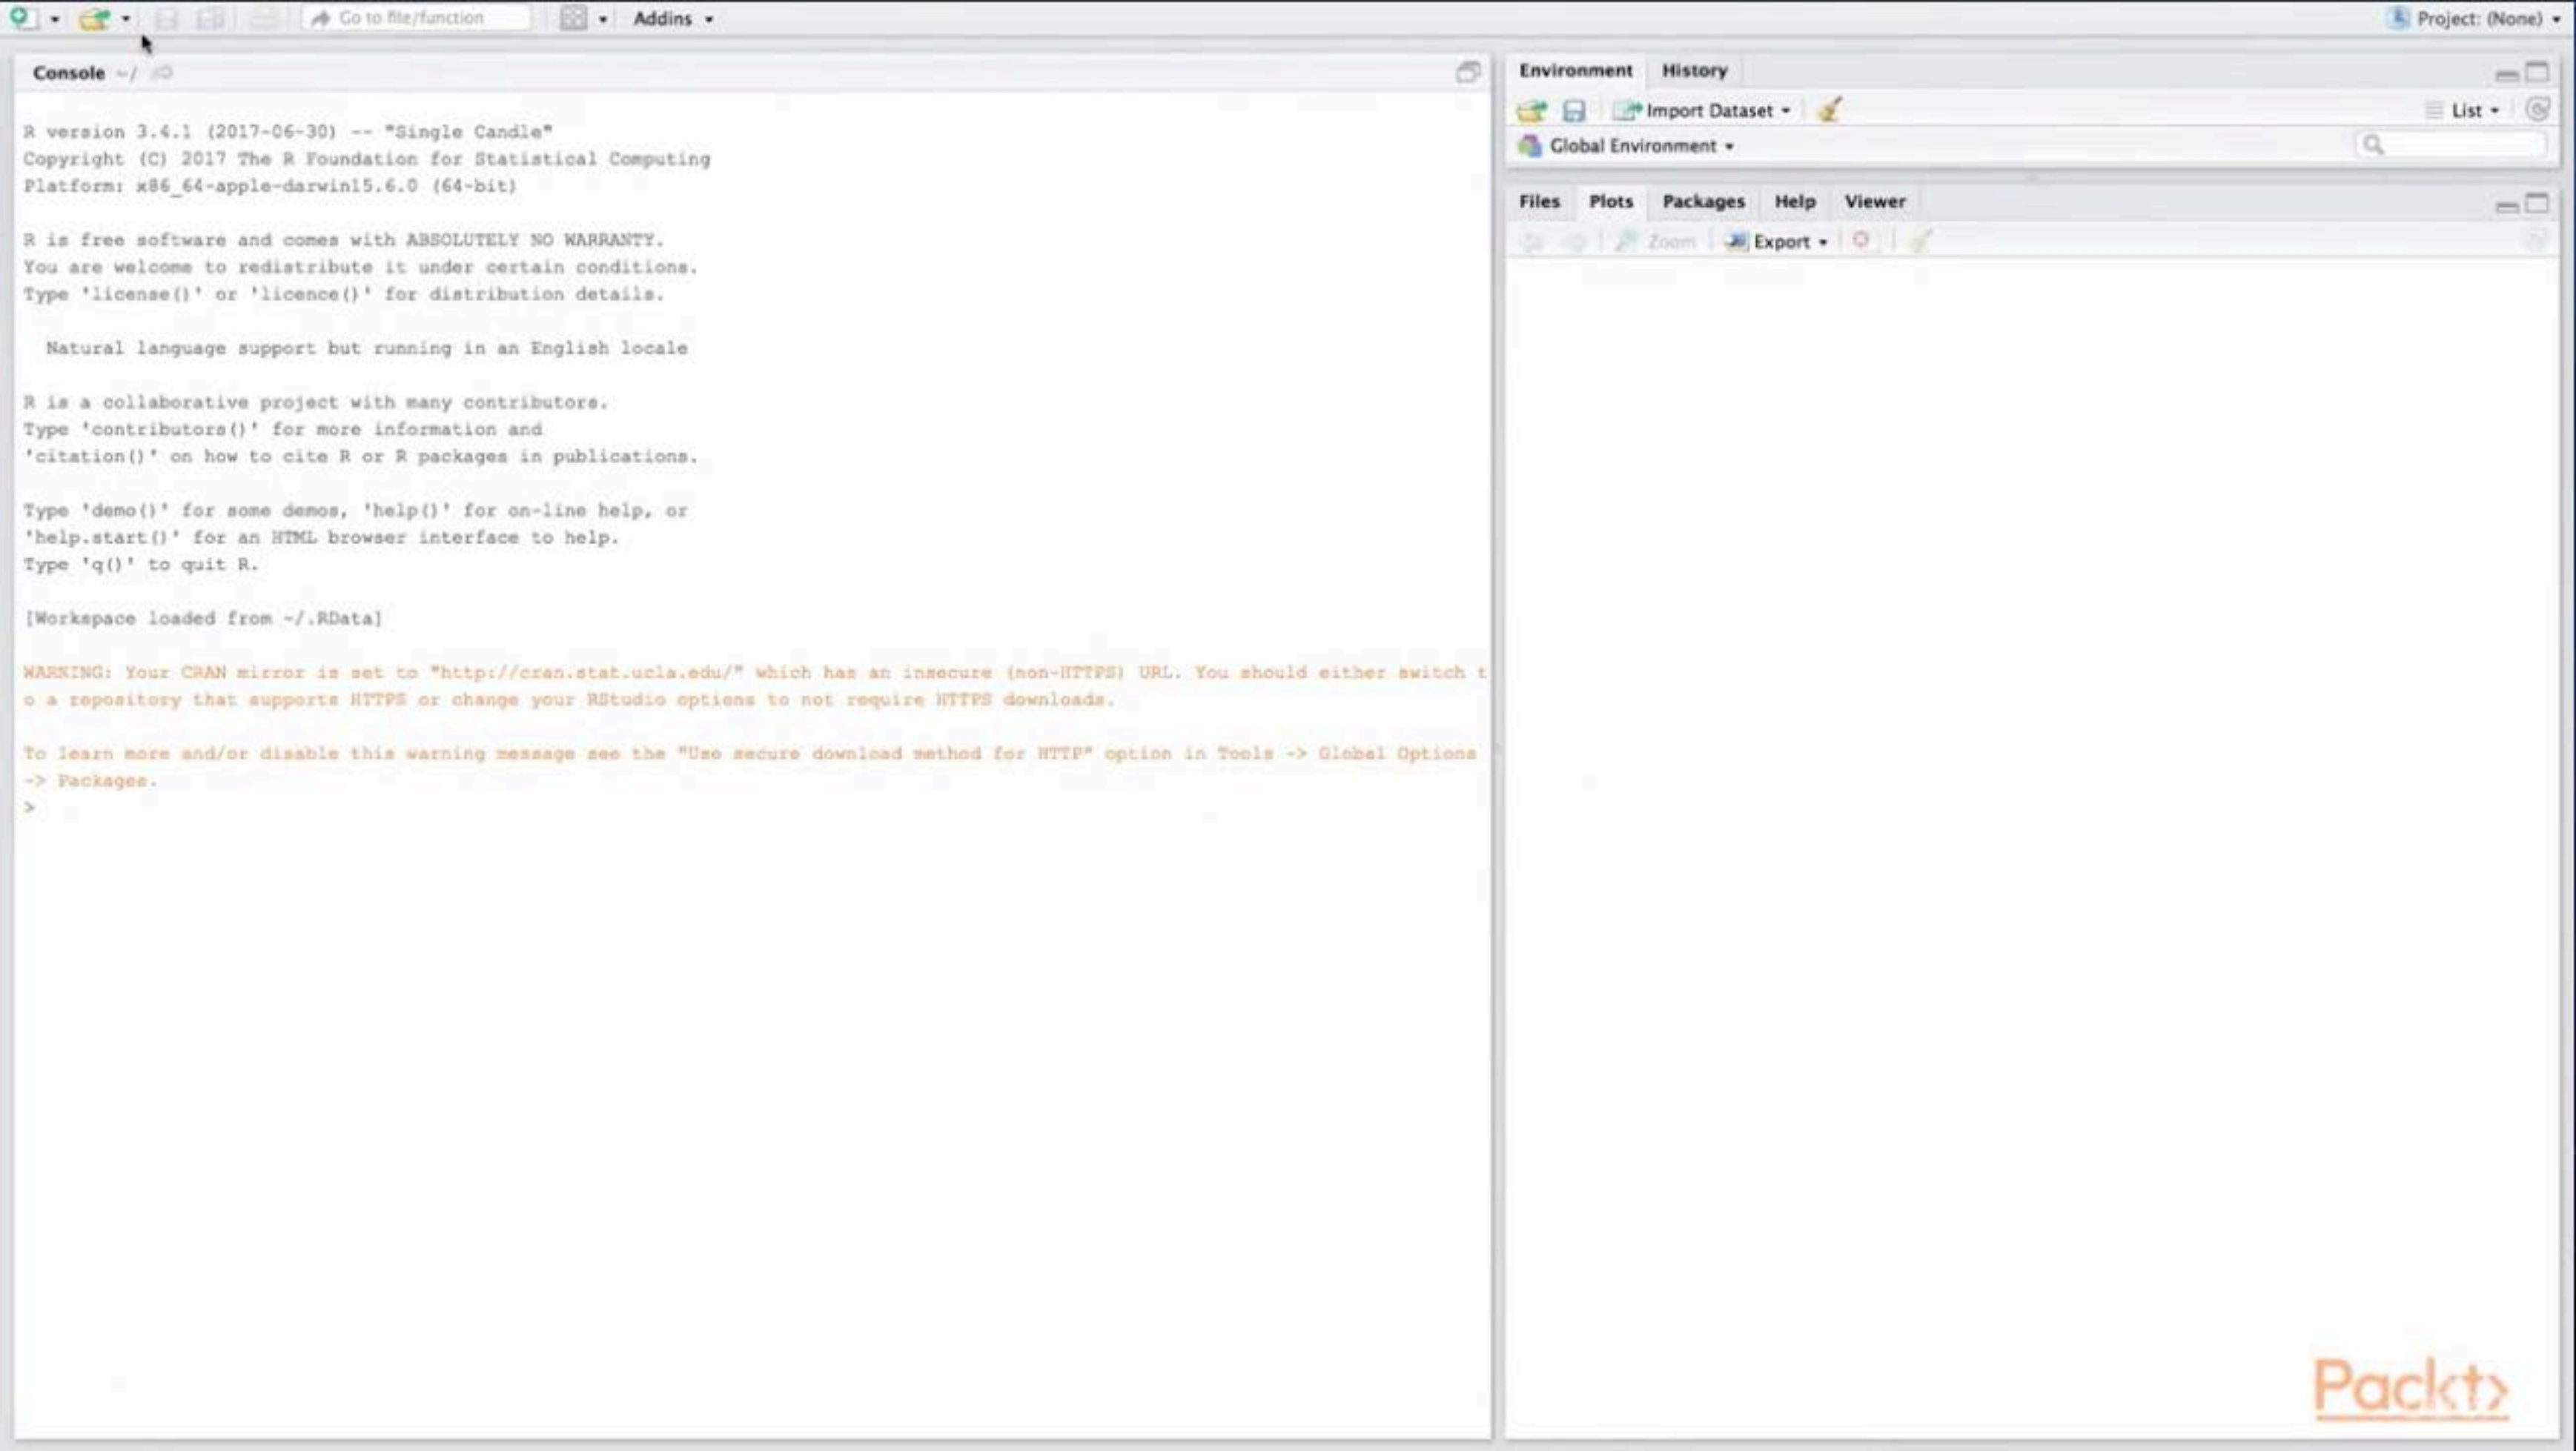 Go to file/function
Addins
Project: (None)
Console ~/
R version 3.4.1 (2017-06-30) -- "Single Candle"
Copyright (C) 2017 The R Foundation for Statistical Computing
Platform: x86_64-apple-darwin15.6.0 (64-bit)
R is free software and comes with ABSOLUTELY NO WARRANTY.
You are welcome to redistribute it under certain conditions.
Type 'license()' or 'licence()' for distribution details.
Natural language support but running in an English locale
R is a collaborative project with many contributors.
Type 'contributors()' for more information and
'citation()' on how to cite R or R packages in publications.
Type 'demo()' for some demos, 'help()' for on-line help, or
'help.start()' for an HTML browser interface to help.
Type 'q()' to quit R.
[Workspace loaded from ~/.RData]
WARNING: Your CRAN mirror is set to "http://cran.stat.ucla.edu/" which has an insecure (non-HTTPS) URL. You should either switch t
o a repository that supports HTTPS or change your RStudio options to not require HTTPS downloads.
To learn more and/or disable this warning message see the "Use secure download method for HTTP" option in Tools -> Global Options
-> Packages.
>
Environment History
Import Dataset
List
Global Environment
Files Plots Packages Help Viewer
Zoom Export
Packt>